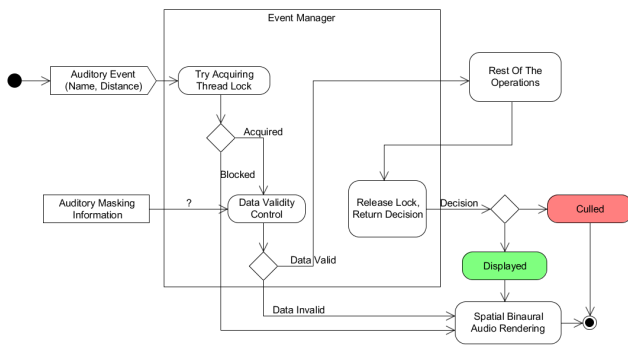 Event Manager
Auditory Event
(Name, Distance)
Try Acquiring
Thread Lock
Rest Of The
Operations
Acquired
Blocked
Auditory Masking
Information
?
Data Validity
Control
Release Lock,
Return Decision
Decision
Culled
Data Valid
Displayed
Data Invalid
Spatial Binaural
Audio Rendering